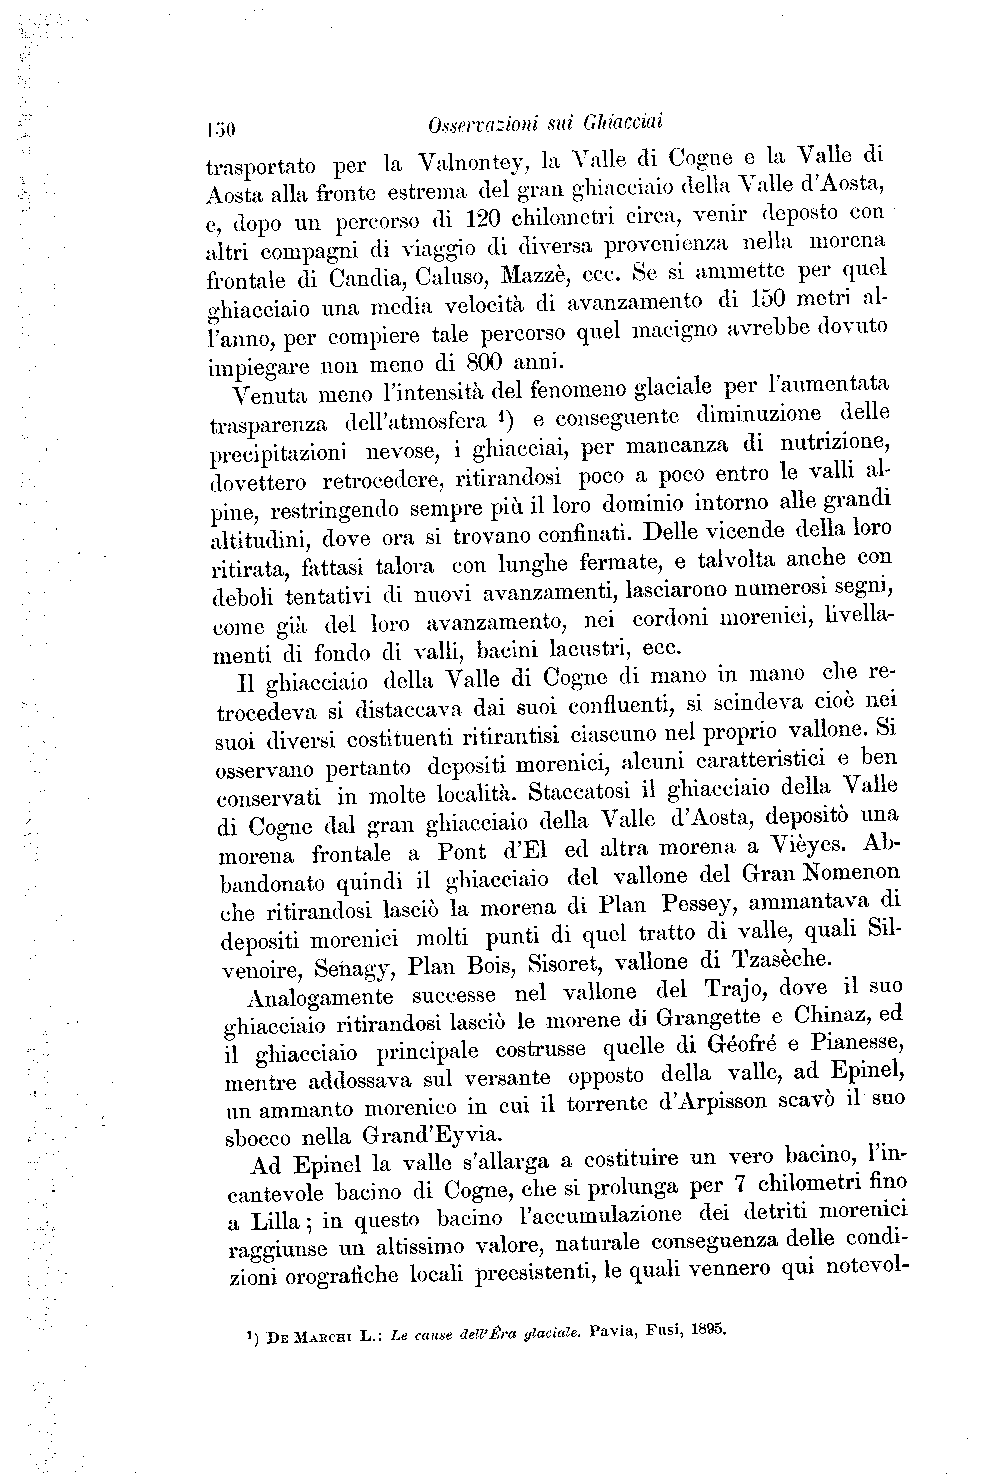 150 Osservazioni sui Ghiacciai
trasportato per la Valnontey, la Valle di Cogne e la Valle di
Aosta alla fronte estrema del gran ghiacciaio della Valle d'Aosta,
e, dopo un percorso di 120 chilometri circa, venir deposto con
altri compagni di viaggio di diversa provenienza nella morena
frontale di Candia, Caluso, Mazzè, ecc. Se si ammette per quel
ghiacciaio una media velocità di avanzamento di 150 metri al-
l'anno, per compiere tale percorso quel macigno avrebbe dovuto
impiegare non meno di 800 anni.
Venuta meno l'intensità del fenomeno glaciale per l'aumentata
trasparenza dell'atmosfera ¹) e conseguente diminuzione delle
precipitazioni nevose, i ghiacciai, per mancanza di nutrizione,
dovettero retrocedere, ritirandosi poco a poco entro le valli al-
pine, restringendo sempre più il loro dominio intorno alle grandi
altitudini, dove ora si trovano confinati. Delle vicende della loro
ritirata, fattasi talora con lunghe fermate, e talvolta anche con
deboli tentativi di nuovi avanzamenti, lasciarono numerosi segni,
come già del loro avanzamento, nei cordoni morenici, livella-
menti di fondo di valli, bacini lacustri, ecc.
Il ghiacciaio della Valle di Cogne di mano in mano che re-
trocedeva si distaccava dai suoi confluenti, si scindeva cioè nei
suoi diversi costituenti ritirantisi ciascuno nel proprio vallone. Si
osservano pertanto depositi morenici, alcuni caratteristici e ben
conservati in molte località. Staccatosi il ghiacciaio della Valle
di Cogne dal gran ghiacciaio della Valle d'Aosta, depositò una
morena frontale a Pont d'El ed altra morena a Vièyes. Ab-
bandonato quindi il ghiacciaio del vallone del Gran Nomenon
che ritirandosi lasciò la morena di Plan Pessey, ammantava di
depositi morenici molti punti di quel tratto di valle, quali Sil-
venoire, Senagy, Plan Bois, Sisoret, vallone di Tzasèche.
Analogamente successe nel vallone del Trajo, dove il suo
ghiacciaio ritirandosi lasciò le morene di Grangette e Chinaz, ed
il ghiacciaio principale costrusse quelle di Géofré e Pianesse,
mentre addossava sul versante opposto della valle, ad Epinel,
un ammanto morenico in cui il torrente d'Arpisson scavò il suo
sbocco nella Grand'Eyvia.
Ad Epinel la valle s'allarga a costituire un vero bacino, l'in-
cantevole bacino di Cogne, che si prolunga per 7 chilometri fino
a Lilla; in questo bacino l'accumulazione dei detriti morenici
raggiunse un altissimo valore, naturale conseguenza delle condi-
zioni orografiche locali preesistenti, le quali vennero qui notevol-
¹) DE MARCHI L.: Le cause dell'Éra glaciale. Pavia, Fusi, 1895.